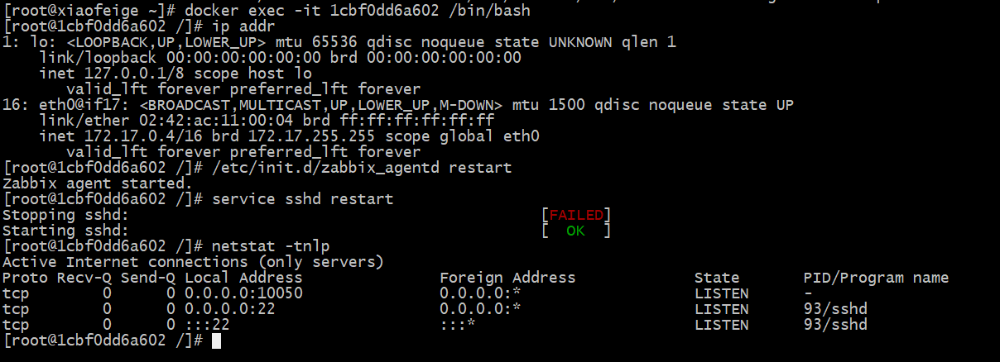 [root@xiaofeige ~]# docker exec -it 1cbf0dd6a602 /bin/bash
[root@1cbf0dd6a602 /]# ip addr
1: lo: <LOOPBACK,UP,LOWER_UP> mtu 65536 qdisc noqueue state UNKNOWN qlen 1
    link/loopback 00:00:00:00:00:00 brd 00:00:00:00:00:00
    inet 127.0.0.1/8 scope host lo
       valid_lft forever preferred_lft forever
16: eth0@if17: <BROADCAST,MULTICAST,UP,LOWER_UP,M-DOWN> mtu 1500 qdisc noqueue state UP
    link/ether 02:42:ac:11:00:04 brd ff:ff:ff:ff:ff:ff
    inet 172.17.0.4/16 brd 172.17.255.255 scope global eth0
       valid_lft forever preferred_lft forever
[root@1cbf0dd6a602 /]# /etc/init.d/zabbix_agentd restart
Zabbix agent started.
[root@1cbf0dd6a602 /]# service sshd restart
Stopping sshd:                                             [FAILED]
Starting sshd:                                             [  OK  ]
[root@1cbf0dd6a602 /]# netstat -tnlp
Active Internet connections (only servers)
Proto Recv-Q Send-Q Local Address               Foreign Address             State       PID/Program name
tcp        0      0 0.0.0.0:10050               0.0.0.0:*                   LISTEN      -
tcp        0      0 0.0.0.0:22                  0.0.0.0:*                   LISTEN      93/sshd
tcp        0      0 :::22                       :::*                        LISTEN      93/sshd
[root@1cbf0dd6a602 /]#